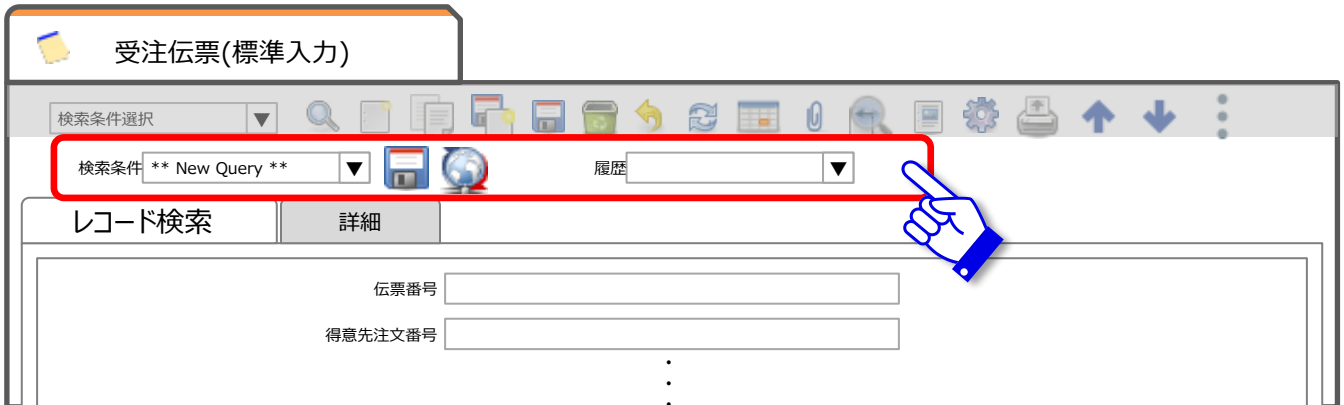 受注伝票(標準入力)
検索条件選択
検索条件 ** New Query ** 履歴
レコード検索 詳細
伝票番号
得意先注文番号